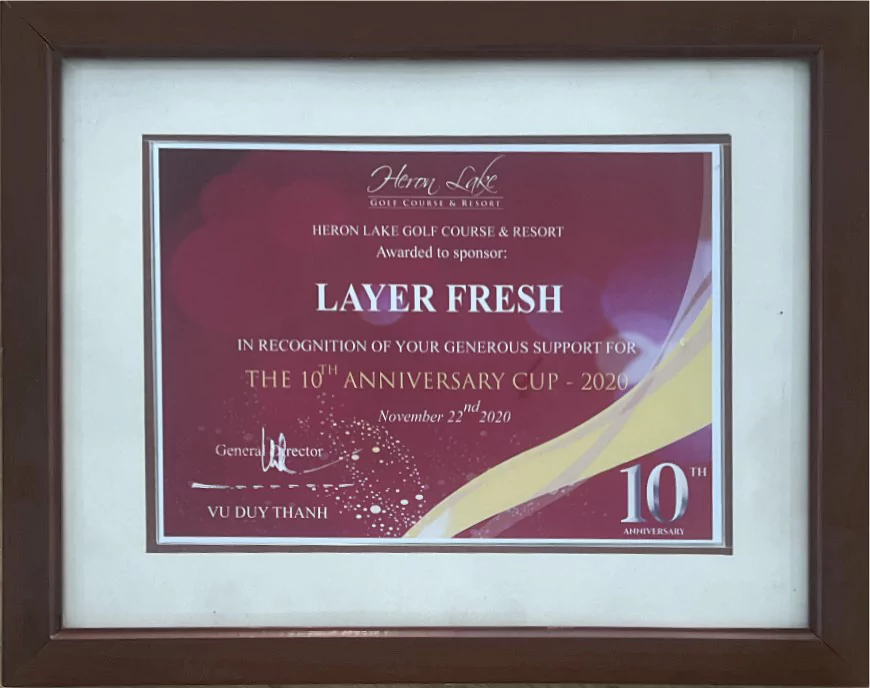 Heron Lake
GOLF COURSE & RESORT
HERON LAKE GOLF COURSE & RESORT
Awarded to sponsor:
LAYER FRESH
IN RECOGNITION OF YOUR GENEROUS SUPPORT FOR
THE 10TH ANNIVERSARY CUP - 2020
November 22nd 2020
General Director
VU DUY THANH
10TH
ANNIVERSARY